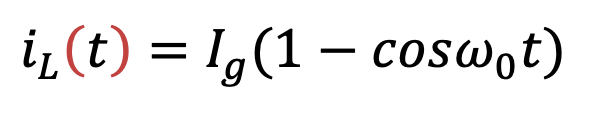 i_L(t) = I_g(1 − cosω_0t)